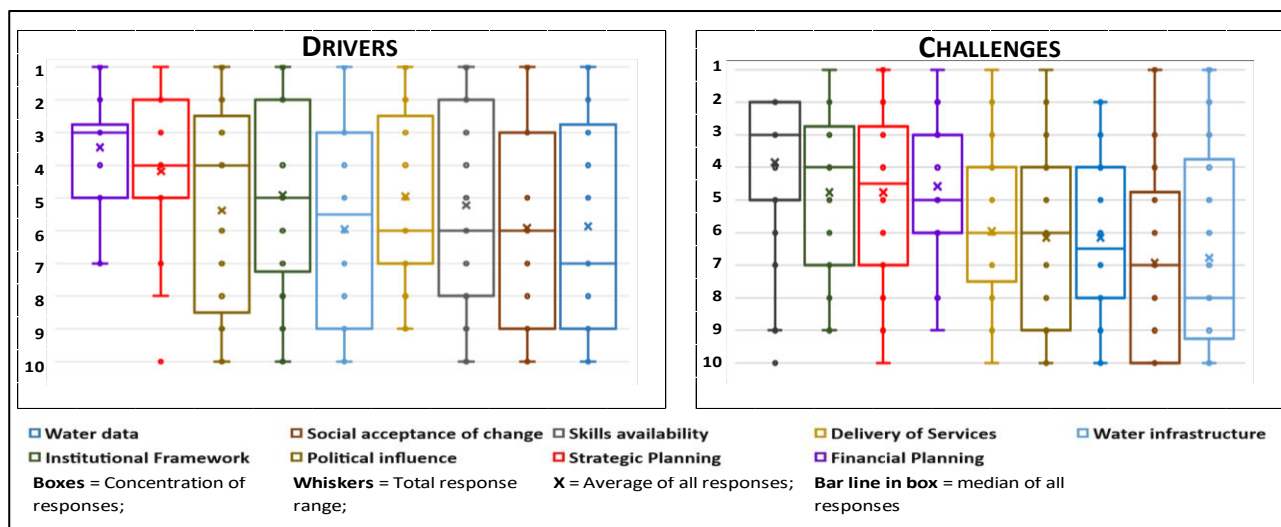 DRIVERS
1
2
3
4
5
6
7
8
9
10
CHALLENGES
1
2
3
4
5
6
7
8
9
10
Water data Social acceptance of change Skills availability Delivery of Services Water infrastructure
Institutional Framework Political influence Strategic Planning Financial Planning
Boxes = Concentration of responses;
Whiskers = Total response range;
X = Average of all responses;
Bar line in box = median of all responses